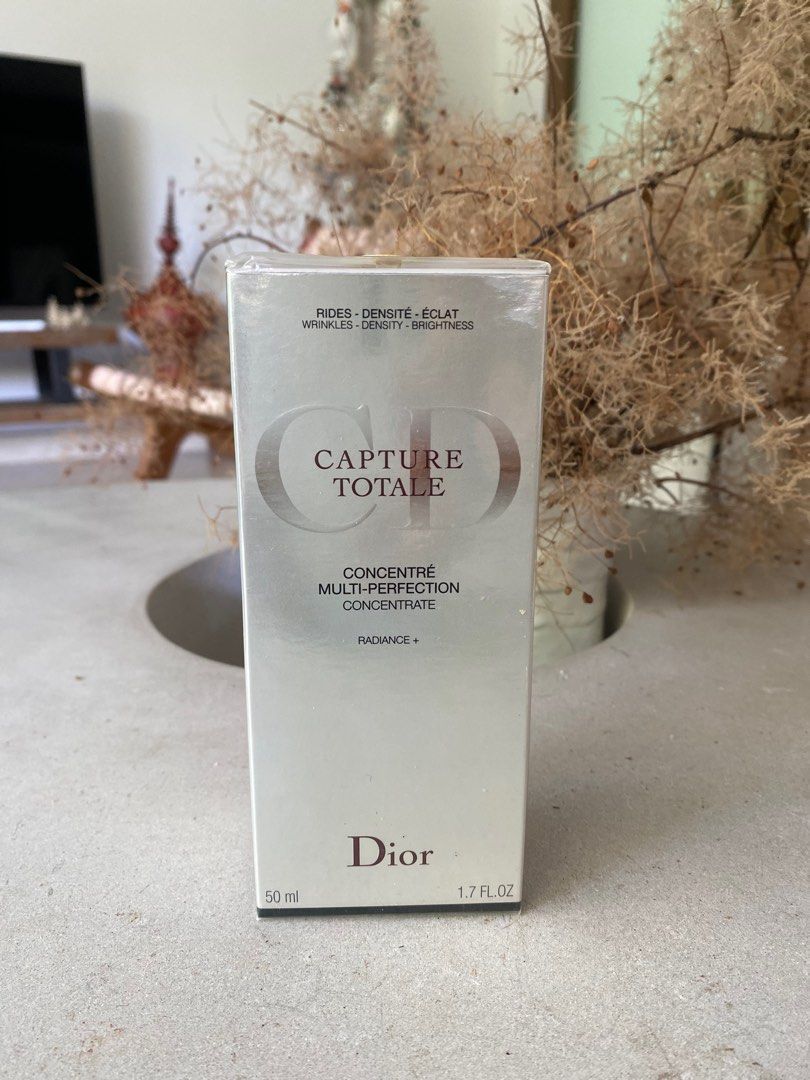 RIDES - DENSITÉ - ÉCLAT
WRINKLES - DENSITY - BRIGHTNESS
CD
CAPTURE
TOTALE
CONCENTRÉ
MULTI-PERFECTION
CONCENTRATE
RADIANCE +
Dior
50 ml 1.7 FL.OZ